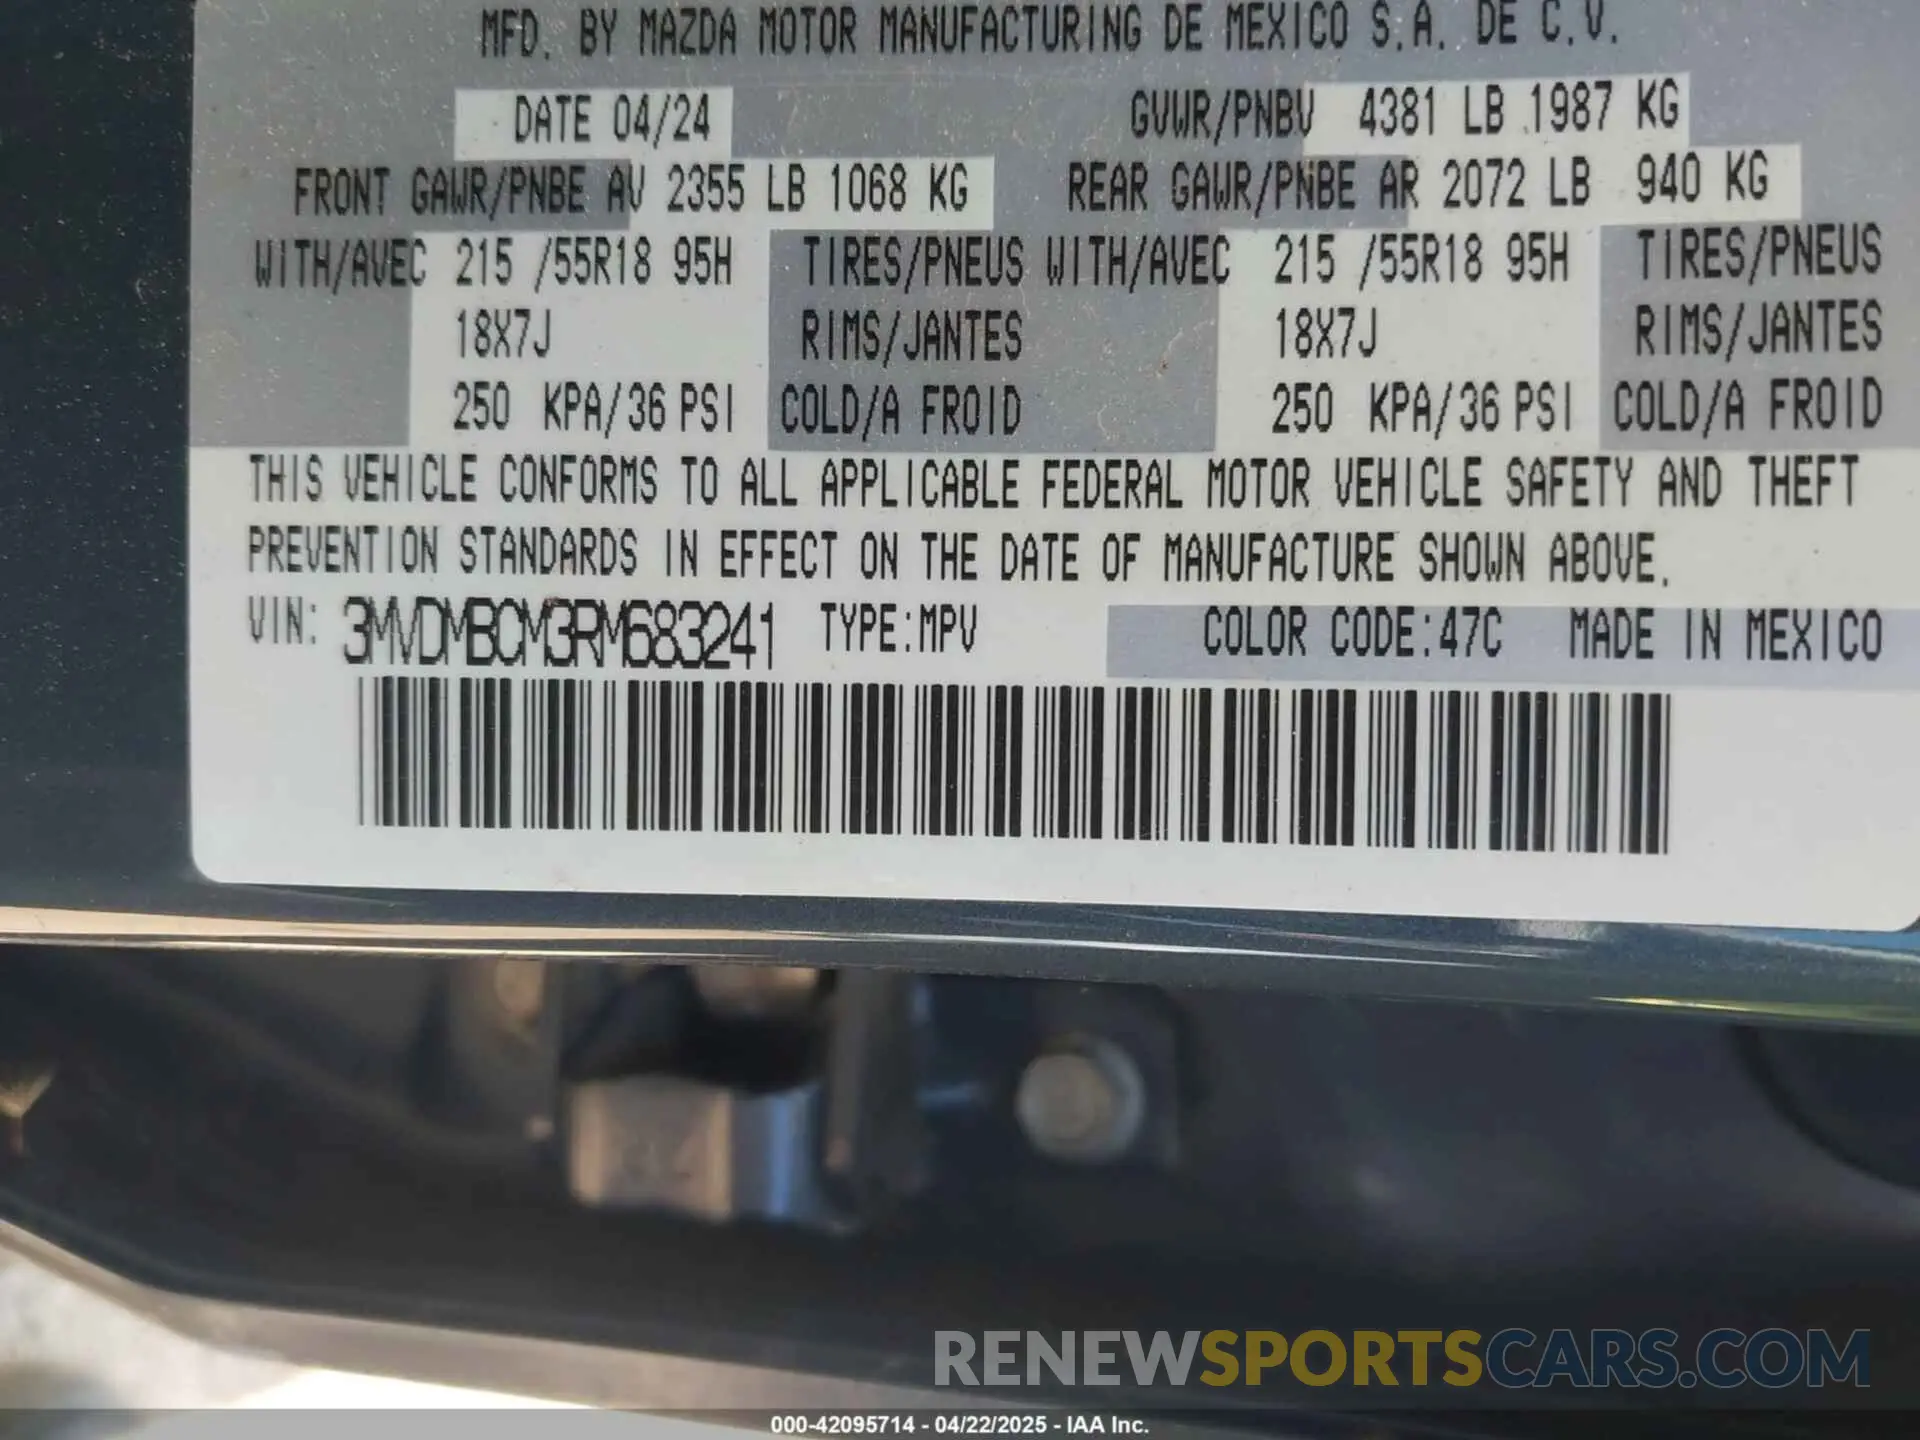 MFD. BY MAZDA MOTOR MANUFACTURING DE MEXICO S.A. DE C.V.
DATE 04/24 GVWR/PNBV 4381 LB 1987 KG
FRONT GAWR/PNBE AV 2355 LB 1068 KG REAR GAWR/PNBE AR 2072 LB 940 KG
WITH/AVEC 215 /55R18 95H TIRES/PNEUS WITH/AVEC 215 /55R18 95H TIRES/PNEUS
18X7J RIMS/JANTES 18X7J RIMS/JANTES
250 KPA/36 PSI COLD/A FROID 250 KPA/36 PSI COLD/A FROID
THIS VEHICLE CONFORMS TO ALL APPLICABLE FEDERAL MOTOR VEHICLE SAFETY AND THEFT
PREVENTION STANDARDS IN EFFECT ON THE DATE OF MANUFACTURE SHOWN ABOVE.
VIN: 3MVDMBCM3RM683241 TYPE:MPV COLOR CODE:47C MADE IN MEXICO
RENEWSPORTSCARS.COM
000-42095714 - 04/22/2025 - IAA Inc.